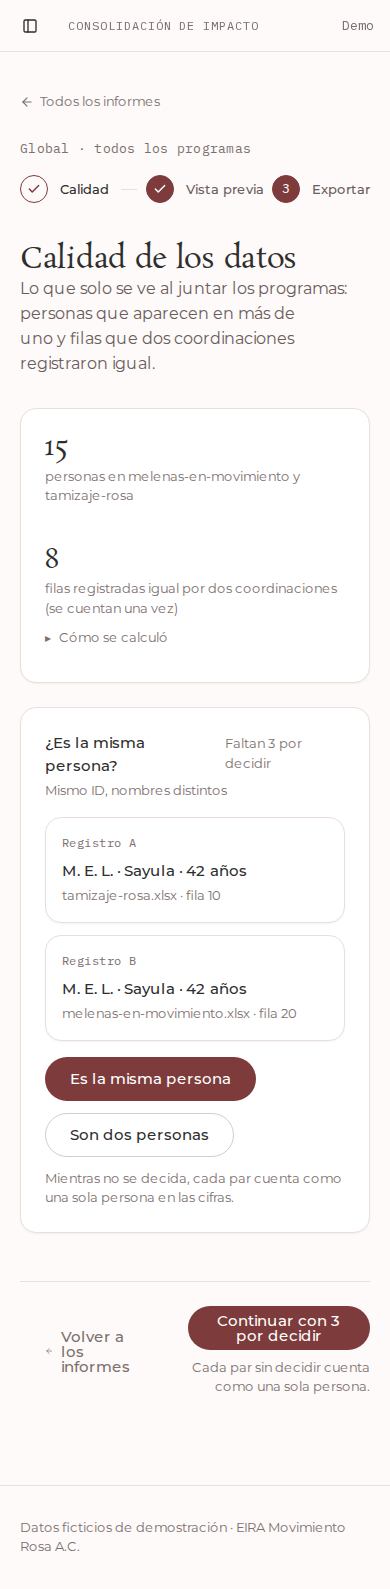 CONSOLIDACIÓN DE IMPACTO
Demo
← Todos los informes
Global · todos los programas
Calidad
Vista previa
3
Exportar
Calidad de los datos
Lo que solo se ve al juntar los programas:
personas que aparecen en más de
uno y filas que dos coordinaciones
registraron igual.
15
personas en melenas-en-movimiento y
tamizaje-rosa
8
filas registradas igual por dos coordinaciones
(se cuentan una vez)
▸ Cómo se calculó
¿Es la misma
persona?
Faltan 3 por
decidir
Mismo ID, nombres distintos
Registro A
M. E. L. · Sayula · 42 años
tamizaje-rosa.xlsx · fila 10
Registro B
M. E. L. · Sayula · 42 años
melenas-en-movimiento.xlsx · fila 20
Es la misma persona
Son dos personas
Mientras no se decida, cada par cuenta como
una sola persona en las cifras.
← Volver a
los
informes
Continuar con 3
por decidir
Cada par sin decidir cuenta
como una sola persona.
Datos ficticios de demostración · EIRA Movimiento
Rosa A.C.